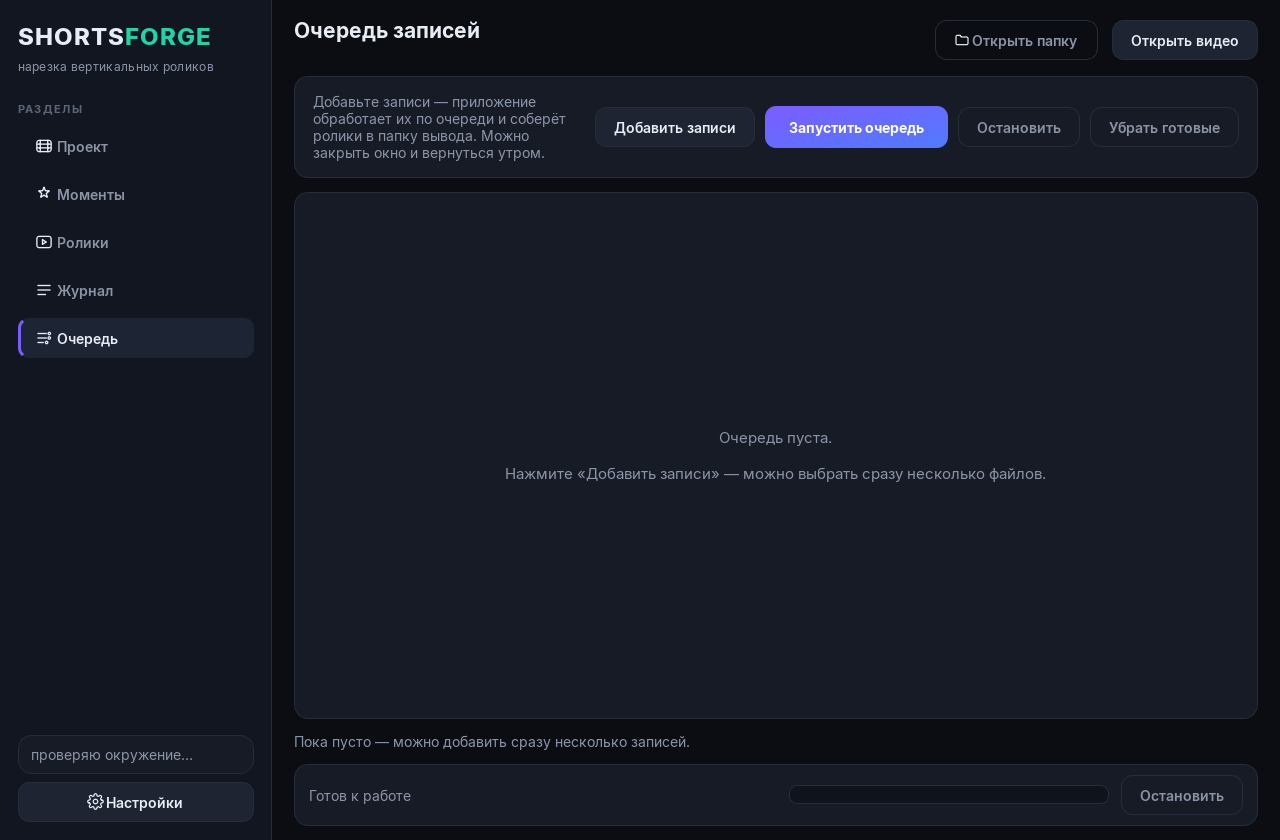 SHORTSFORGE
нарезка вертикальных роликов
РАЗДЕЛЫ
Проект
Моменты
Ролики
Журнал
Очередь
проверяю окружение...
Настройки
Очередь записей
Открыть папку
Открыть видео
Добавьте записи — приложение
обработает их по очереди и соберёт
ролики в папку вывода. Можно
закрыть окно и вернуться утром.
Добавить записи
Запустить очередь
Остановить
Убрать готовые
Очередь пуста.
Нажмите «Добавить записи» — можно выбрать сразу несколько файлов.
Пока пусто — можно добавить сразу несколько записей.
Готов к работе
Остановить